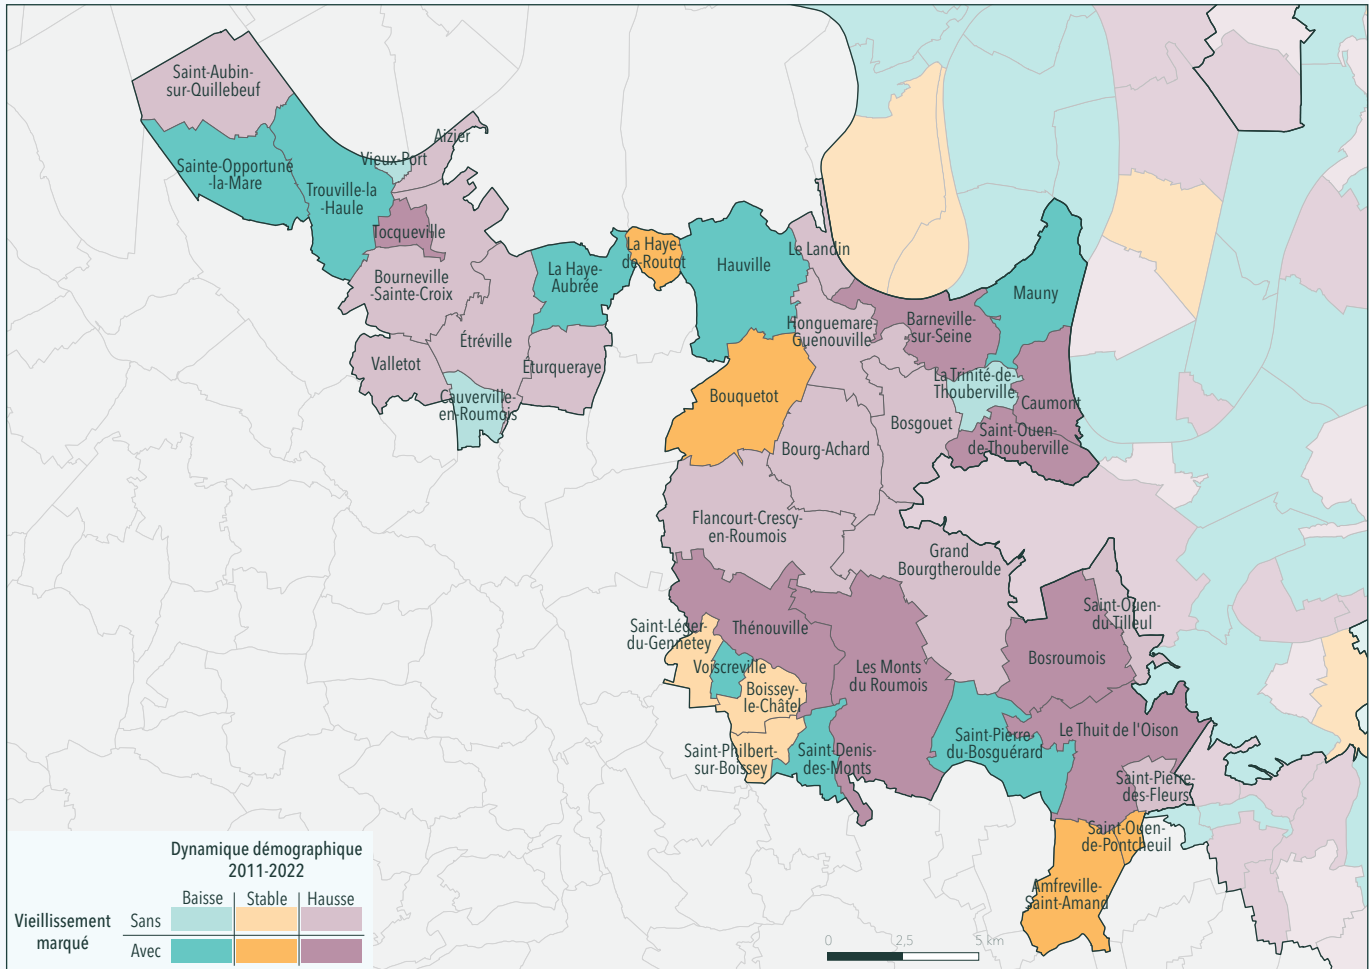 Saint-Aubin-
sur-Quillebeuf
Aizier
Vieux-Port
Sainte-Opportune
-la-Mare
Trouville-la
-Haule
Tocqueville
La Haye-
de-Routot
Le Landin
Hauville
La Haye-
Aubrée
Bourneville
-Sainte-Croix
Mauny
Barneville-
sur-Seine
Honguemare-
Guenouville
Étréville
Valletot
Éturqueraye
La Trinité-de-
Thouberville
Cauverville-
en-Roumois
Bouquetot
Caumont
Bosgouet
Saint-Ouen-
de-Thouberville
Bourg-Achard
Flancourt-Crescy-
en-Roumois
Grand
Bourgtheroulde
Saint-Ouen-
du-Tilleul
Saint-Léger-
du-Gennetey
Thénouville
Bosroumois
Voiscreville
Les Monts
du Roumois
Boissey-
le-Châtel
Le Thuit de l'Oison
Saint-Pierre-
du-Bosguérard
Saint-Philbert-
sur-Boissey
Saint-Denis-
des-Monts
Saint-Pierre-
des-Fleurs
Saint-Ouen-
de-Pontcheuil
Amfreville-
Saint-Amand
Dynamique démographique
2011-2022
Baisse Stable Hausse
Vieillissement
marqué
Sans
Avec
0 2,5 5 km